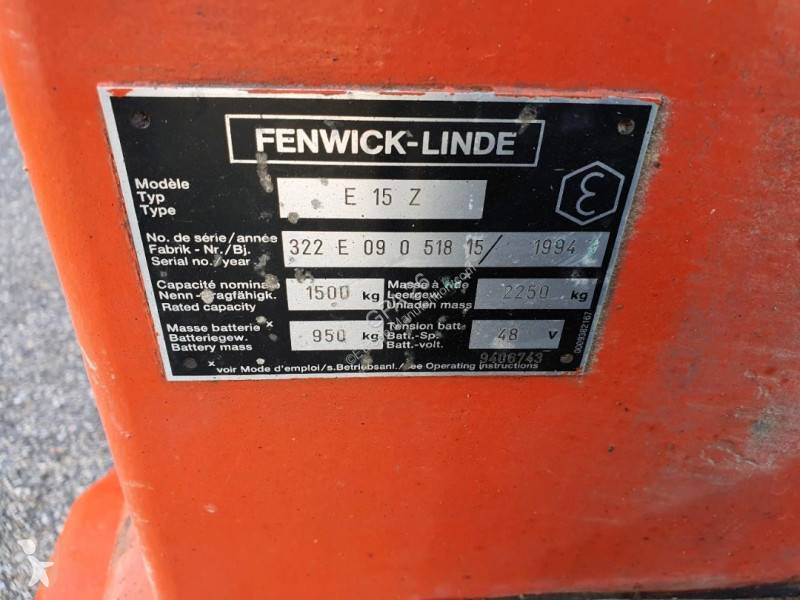 FENWICK-LINDE
Modèle
Typ
Type
E 15 Z
No. de série/année
Fabrik - Nr./Bj.
Serial no./year
322 E 09 0 518 15 / 1994
Capacité nominale
Nenn-Tragfähigk.
Rated capacity
1500 kg
Masse à vide
Leergew.
Unladen mass
2250 kg
Masse batterie x
Batteriegew.
Battery mass
950 kg
Tension batt.
Batt.-Sp.
Batt.-volt.
48 V
9406743
x voir Mode d'emploi/s.Betriebsanl./see Operating Instructions
0009382167